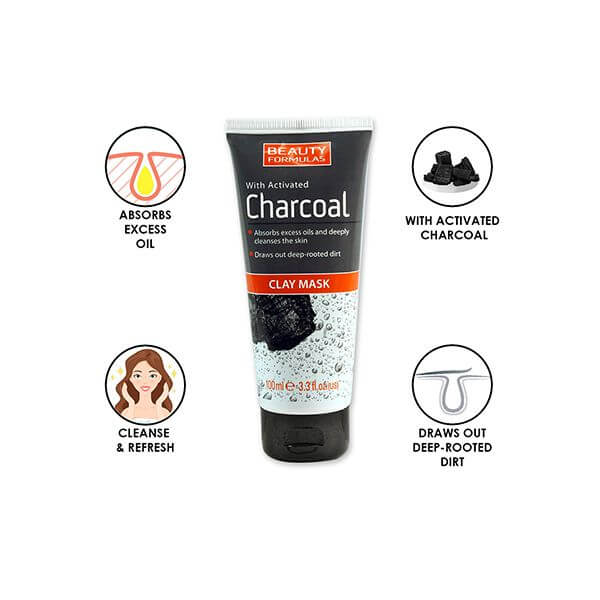 BEAUTY
FORMULAS
With Activated
Charcoal
Absorbs excess oils and deeply
cleanses the skin
Draws out deep-rooted dirt
CLAY MASK
100ml e 3.3fl.oz.(US)
ABSORBS
EXCESS
OIL
WITH ACTIVATED
CHARCOAL
CLEANSE
& REFRESH
DRAWS OUT
DEEP-ROOTED
DIRT